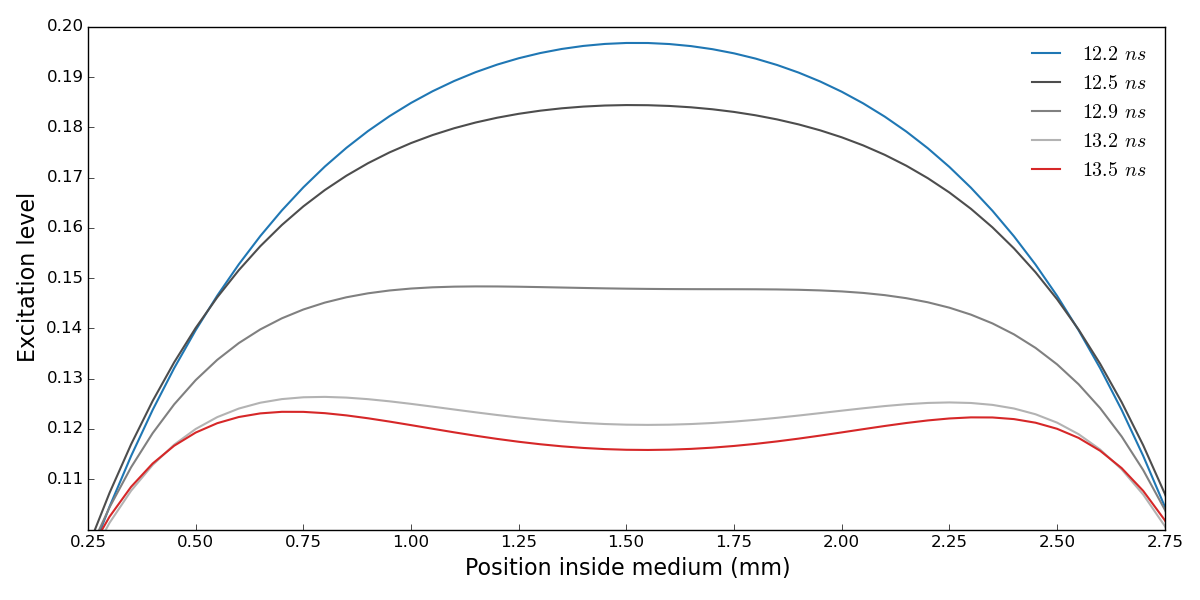 0.20
0.19
0.18
0.17
0.16
0.15
0.14
0.13
0.12
0.11
Excitation level
12.2 ns
12.5 ns
12.9 ns
13.2 ns
13.5 ns
0.25 0.50 0.75 1.00 1.25 1.50 1.75 2.00 2.25 2.50 2.75
Position inside medium (mm)